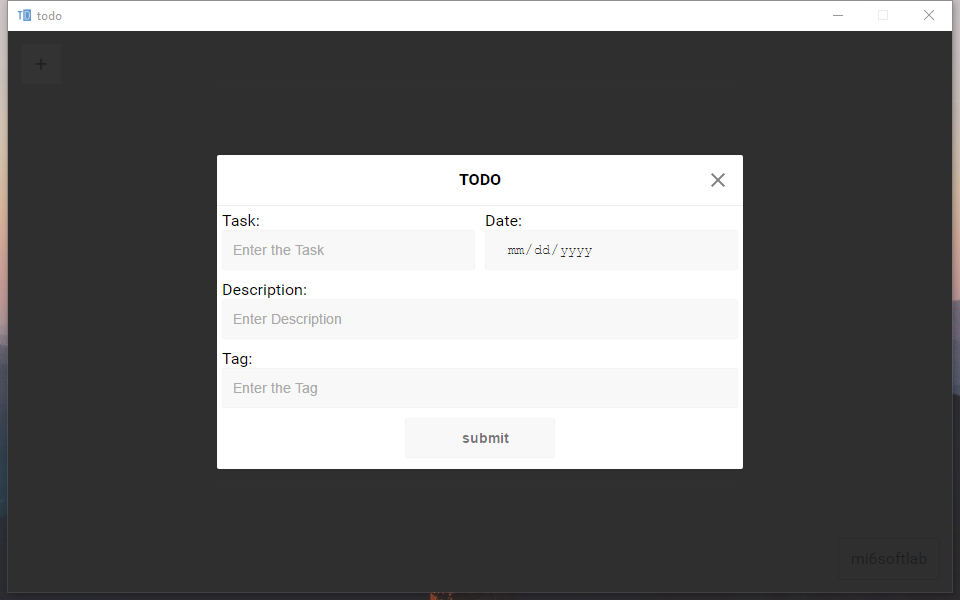 todo
+
TODO
Task: Date:
Enter the Task mm/dd/yyyy
Description:
Enter Description
Tag:
Enter the Tag
submit
mi6softlab